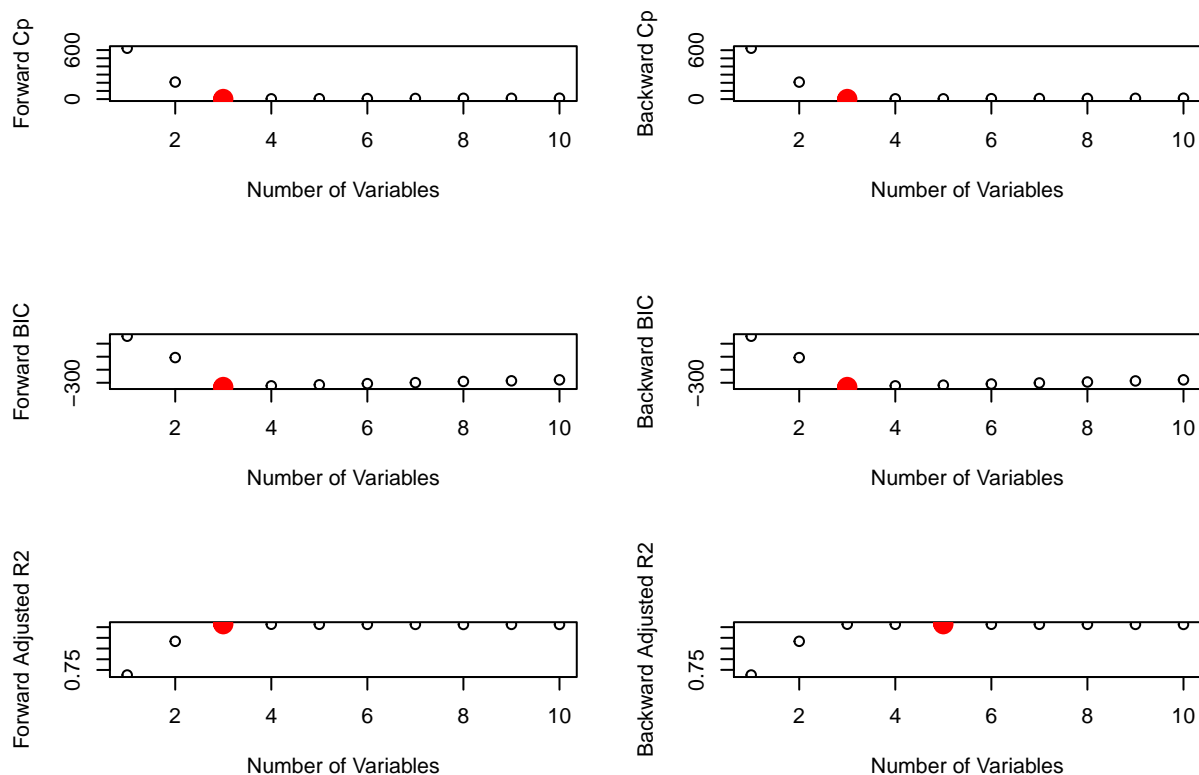 Forward Cp
600
0
2 4 6 8 10
Number of Variables
Backward Cp
600
0
2 4 6 8 10
Number of Variables
Forward BIC
−300
2 4 6 8 10
Number of Variables
Backward BIC
−300
2 4 6 8 10
Number of Variables
Forward Adjusted R2
0.75
2 4 6 8 10
Number of Variables
Backward Adjusted R2
0.75
2 4 6 8 10
Number of Variables